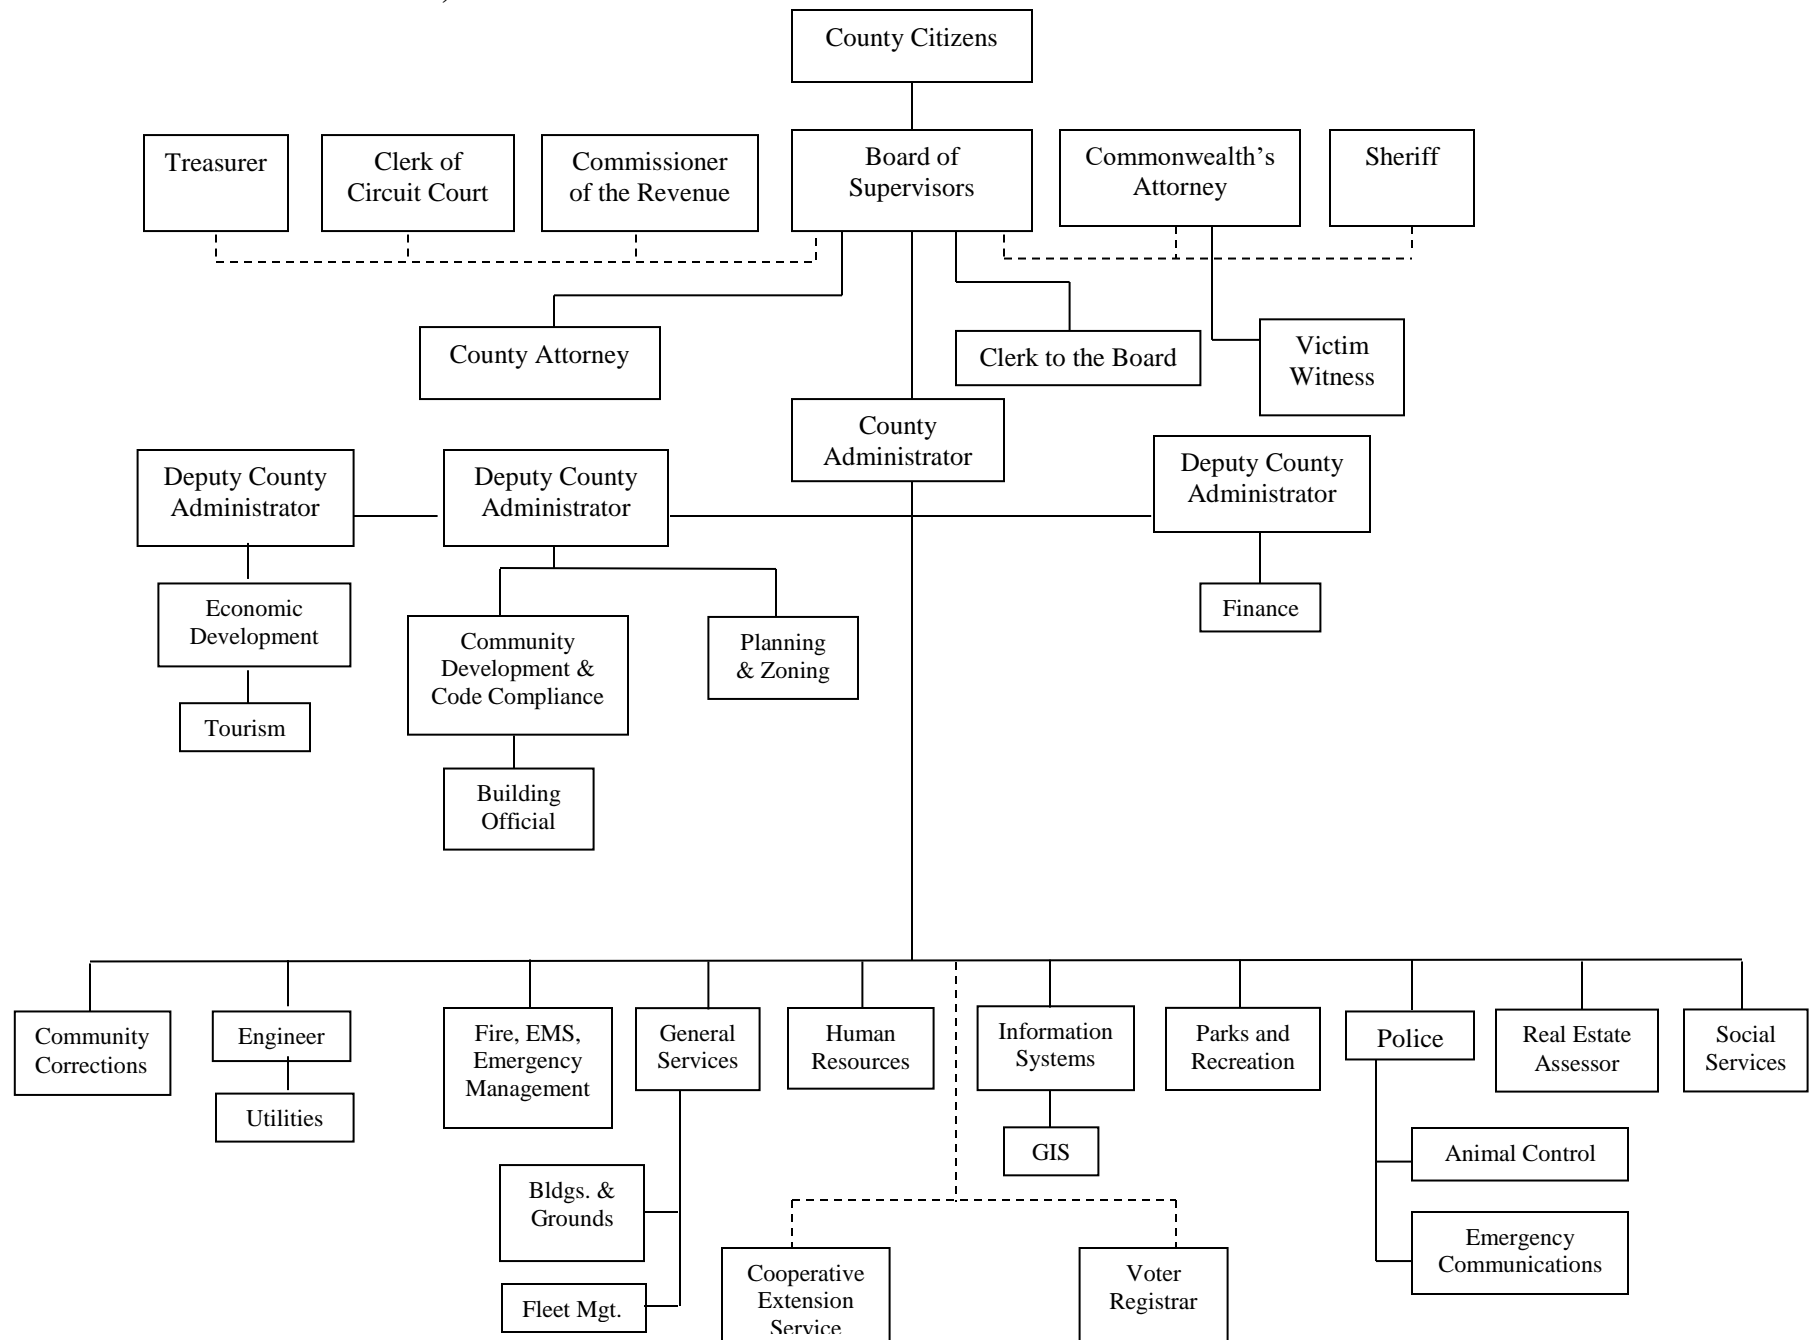 County Citizens
Treasurer
Clerk of
Circuit Court
Commissioner
of the Revenue
Board of
Supervisors
Commonwealth's
Attorney
Sheriff
County Attorney
Clerk to the Board
Victim
Witness
County
Administrator
Deputy County
Administrator
Deputy County
Administrator
Deputy County
Administrator
Economic
Development
Tourism
Community
Development &
Code Compliance
Building
Official
Planning
& Zoning
Finance
Community
Corrections
Engineer
Utilities
Fire, EMS,
Emergency
Management
General
Services
Bldgs. &
Grounds
Fleet Mgt.
Human
Resources
Information
Systems
GIS
Parks and
Recreation
Police
Animal Control
Emergency
Communications
Real Estate
Assessor
Social
Services
Cooperative
Extension
Service
Voter
Registrar